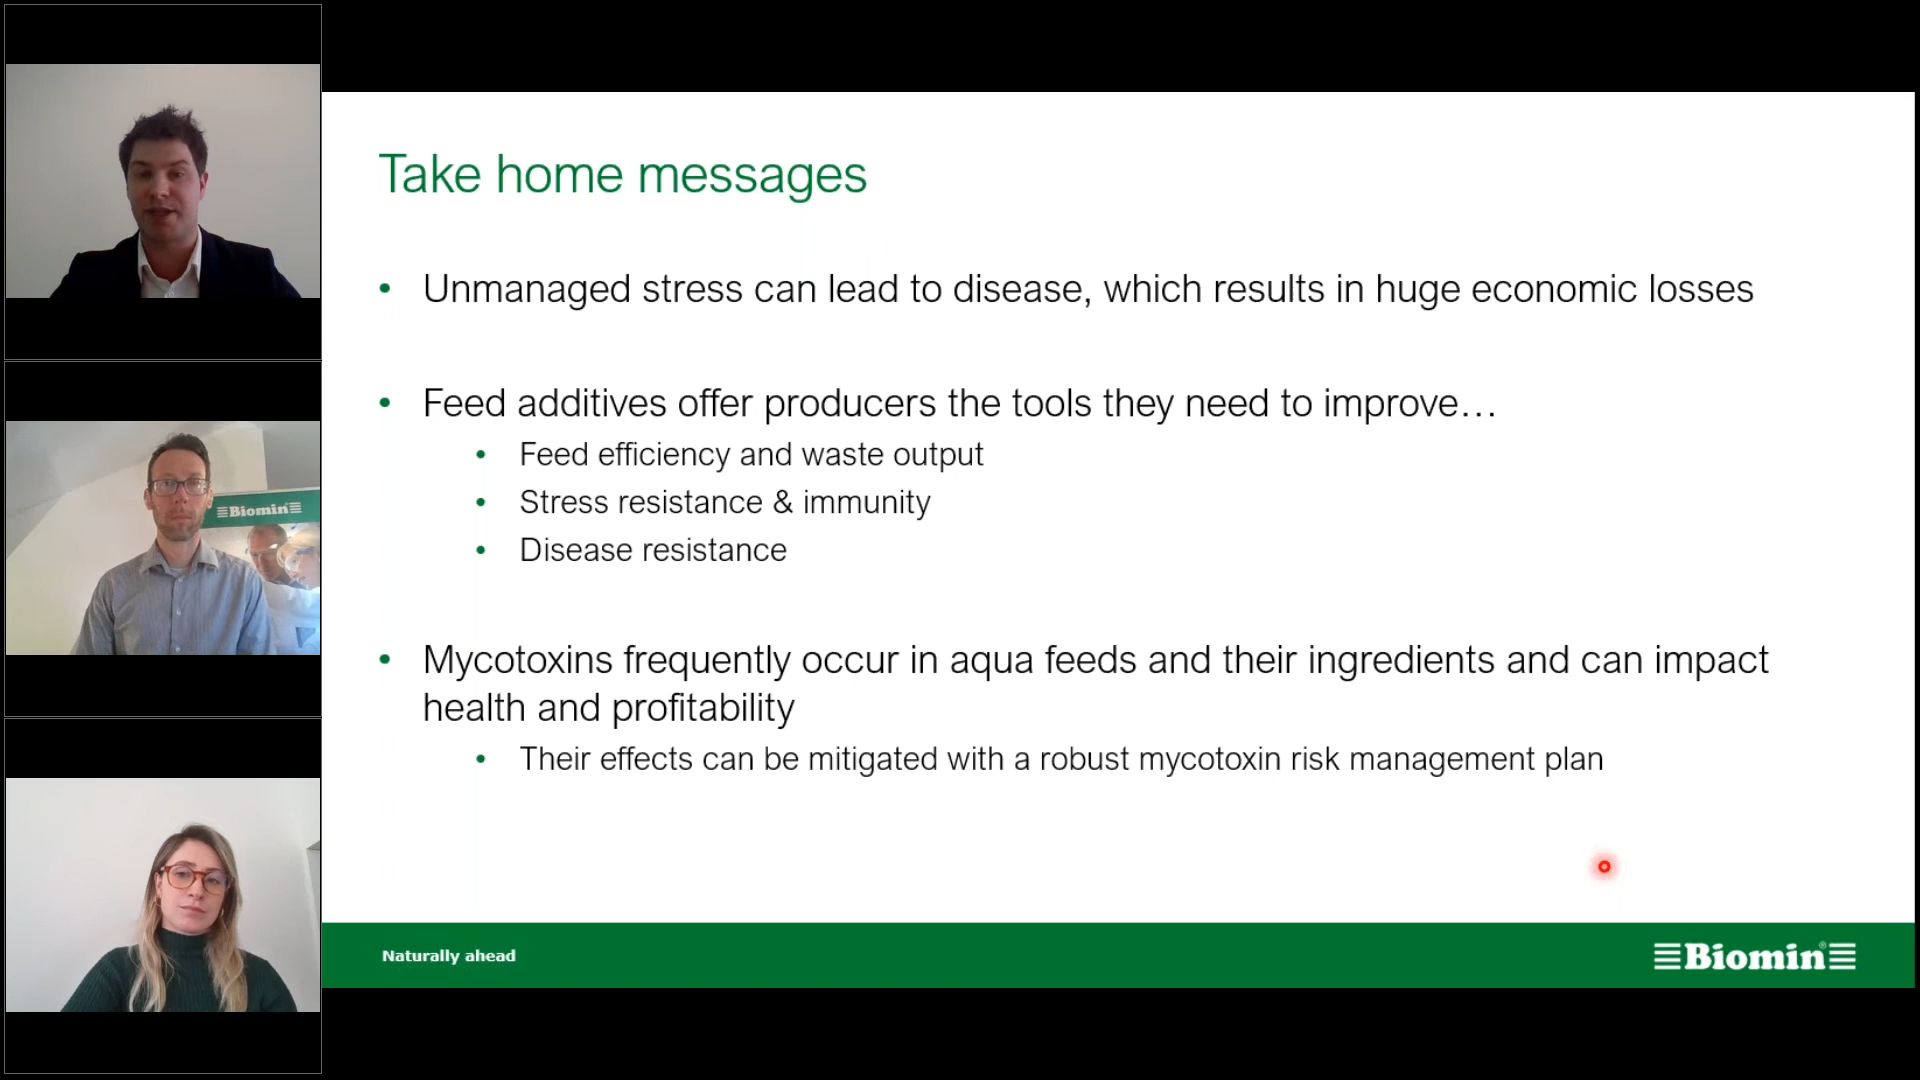 Take home messages
• Unmanaged stress can lead to disease, which results in huge economic losses
• Feed additives offer producers the tools they need to improve…
• Feed efficiency and waste output
• Stress resistance & immunity
• Disease resistance
• Mycotoxins frequently occur in aqua feeds and their ingredients and can impact
health and profitability
• Their effects can be mitigated with a robust mycotoxin risk management plan
Naturally ahead
Biomin®
Biomin